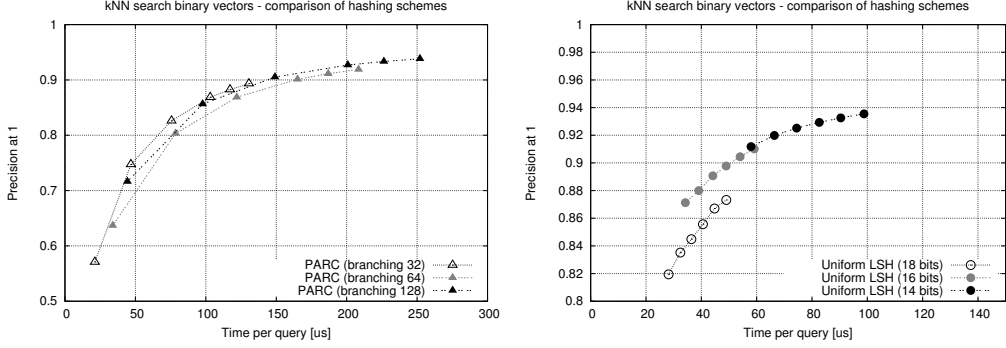 kNN search binary vectors - comparison of hashing schemes
1
0.9
0.8
0.7
0.6
0.5
Precision at 1
PARC (branching 32)
PARC (branching 64)
PARC (branching 128)
0 50 100 150 200 250 300
Time per query [us]
kNN search binary vectors - comparison of hashing schemes
1
0.98
0.96
0.94
0.92
0.9
0.88
0.86
0.84
0.82
0.8
Precision at 1
Uniform LSH (18 bits)
Uniform LSH (16 bits)
Uniform LSH (14 bits)
0 20 40 60 80 100 120 140
Time per query [us]